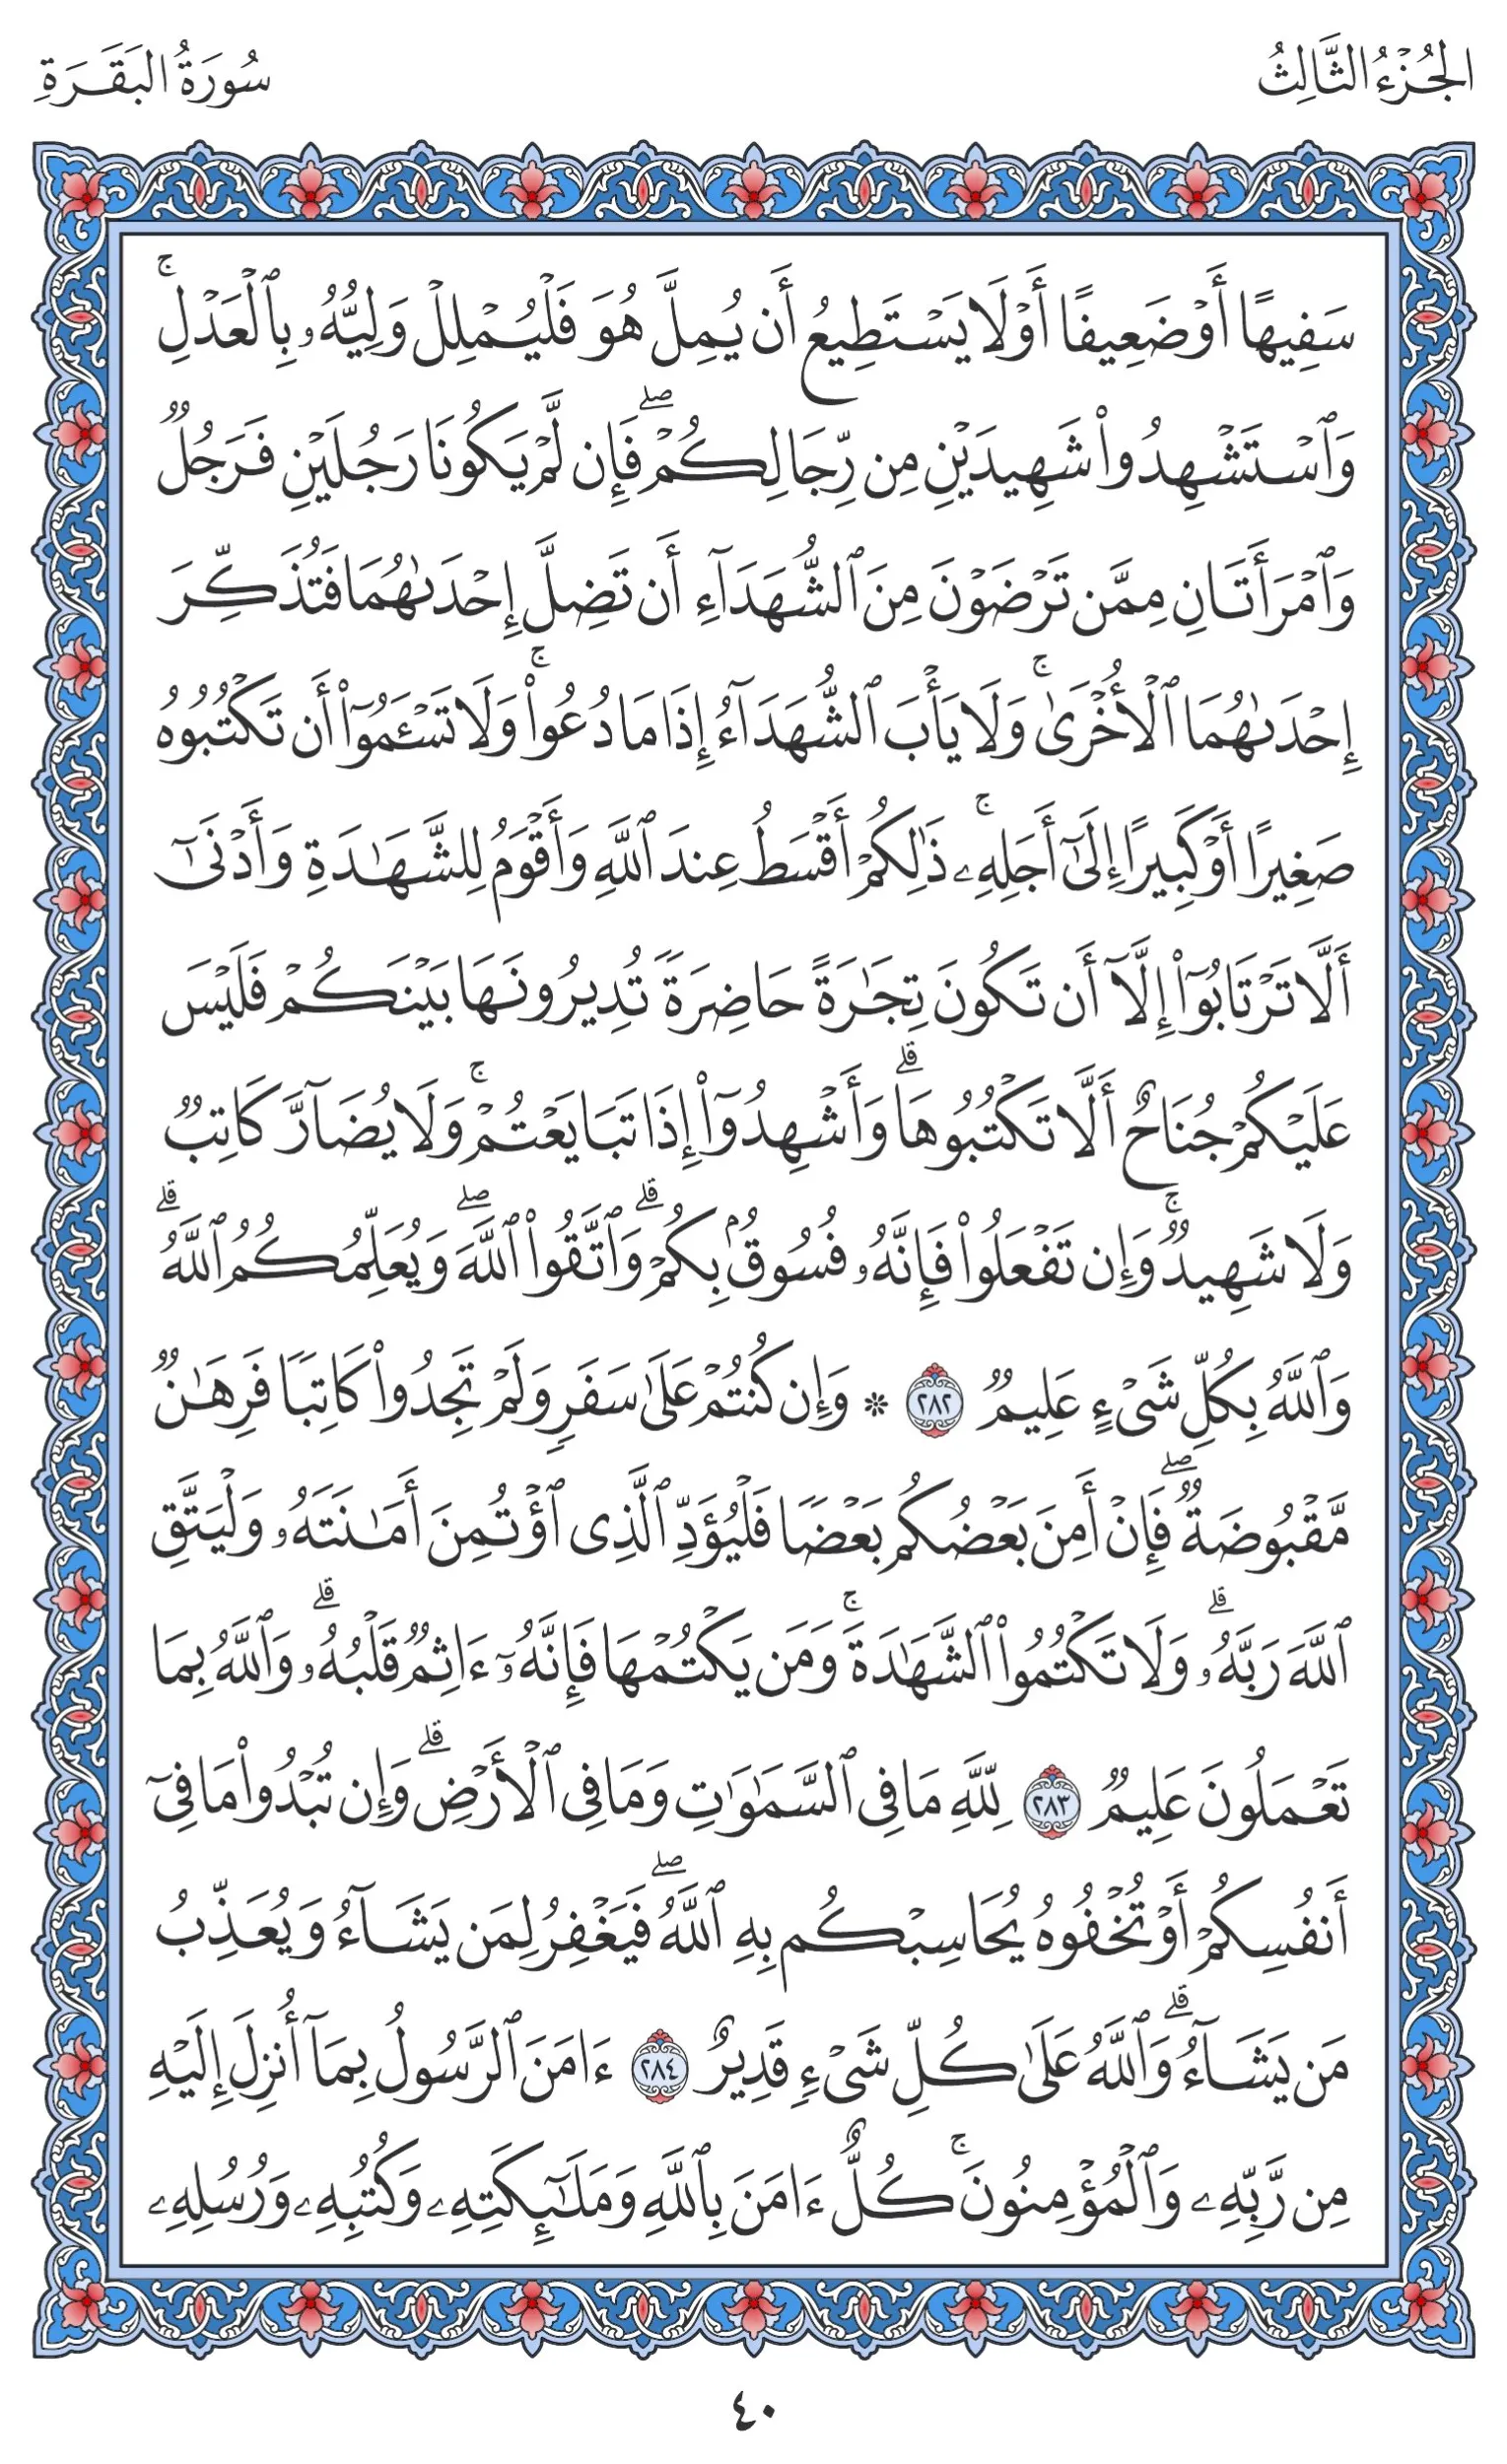 الجُزْءُ الثَّالِثُ
سُورَةُ البَقَرَةِ
سَفِيهًا أَوْ ضَعِيفًا أَوْ لَا يَسْتَطِيعُ أَن يُمِلَّ هُوَ فَلْيُمْلِلْ وَلِيُّهُۥ بِٱلْعَدْلِۚ
وَٱسْتَشْهِدُوا۟ شَهِيدَيْنِ مِن رِّجَالِكُمْۖ فَإِن لَّمْ يَكُونَا رَجُلَيْنِ فَرَجُلٌ
وَٱمْرَأَتَانِ مِمَّن تَرْضَوْنَ مِنَ ٱلشُّهَدَآءِ أَن تَضِلَّ إِحْدَىٰهُمَا فَتُذَكِّرَ
إِحْدَىٰهُمَا ٱلْأُخْرَىٰۚ وَلَا يَأْبَ ٱلشُّهَدَآءُ إِذَا مَا دُعُوا۟ۚ وَلَا تَسْـَٔمُوٓا۟ أَن تَكْتُبُوهُ
صَغِيرًا أَوْ كَبِيرًا إِلَىٰٓ أَجَلِهِۦۚ ذَٰلِكُمْ أَقْسَطُ عِندَ ٱللَّهِ وَأَقْوَمُ لِلشَّهَٰدَةِ وَأَدْنَىٰٓ
أَلَّا تَرْتَابُوٓا۟ إِلَّآ أَن تَكُونَ تِجَٰرَةً حَاضِرَةً تُدِيرُونَهَا بَيْنَكُمْ فَلَيْسَ
عَلَيْكُمْ جُنَاحٌ أَلَّا تَكْتُبُوهَاۗ وَأَشْهِدُوٓا۟ إِذَا تَبَايَعْتُمْۚ وَلَا يُضَآرَّ كَاتِبٌ
وَلَا شَهِيدٌۚ وَإِن تَفْعَلُوا۟ فَإِنَّهُۥ فُسُوقٌۢ بِكُمْۗ وَٱتَّقُوا۟ ٱللَّهَۖ وَيُعَلِّمُكُمُ ٱللَّهُۗ
وَٱللَّهُ بِكُلِّ شَىْءٍ عَلِيمٌ ٢٨٢ * وَإِن كُنتُمْ عَلَىٰ سَفَرٍ وَلَمْ تَجِدُوا۟ كَاتِبًا فَرِهَٰنٌ
مَّقْبُوضَةٌۖ فَإِنْ أَمِنَ بَعْضُكُم بَعْضًا فَلْيُؤَدِّ ٱلَّذِى ٱؤْتُمِنَ أَمَٰنَتَهُۥ وَلْيَتَّقِ
ٱللَّهَ رَبَّهُۥۗ وَلَا تَكْتُمُوا۟ ٱلشَّهَٰدَةَۚ وَمَن يَكْتُمْهَا فَإِنَّهُۥٓ ءَاثِمٌ قَلْبُهُۥۗ وَٱللَّهُ بِمَا
تَعْمَلُونَ عَلِيمٌ ٢٨٣ لِّلَّهِ مَا فِى ٱلسَّمَٰوَٰتِ وَمَا فِى ٱلْأَرْضِۗ وَإِن تُبْدُوا۟ مَا فِىٓ
أَنفُسِكُمْ أَوْ تُخْفُوهُ يُحَاسِبْكُم بِهِ ٱللَّهُۖ فَيَغْفِرُ لِمَن يَشَآءُ وَيُعَذِّبُ
مَن يَشَآءُۗ وَٱللَّهُ عَلَىٰ كُلِّ شَىْءٍ قَدِيرٌ ٢٨٤ ءَامَنَ ٱلرَّسُولُ بِمَآ أُنزِلَ إِلَيْهِ
مِن رَّبِّهِۦ وَٱلْمُؤْمِنُونَۚ كُلٌّ ءَامَنَ بِٱللَّهِ وَمَلَٰٓئِكَتِهِۦ وَكُتُبِهِۦ وَرُسُلِهِۦ
٤٠